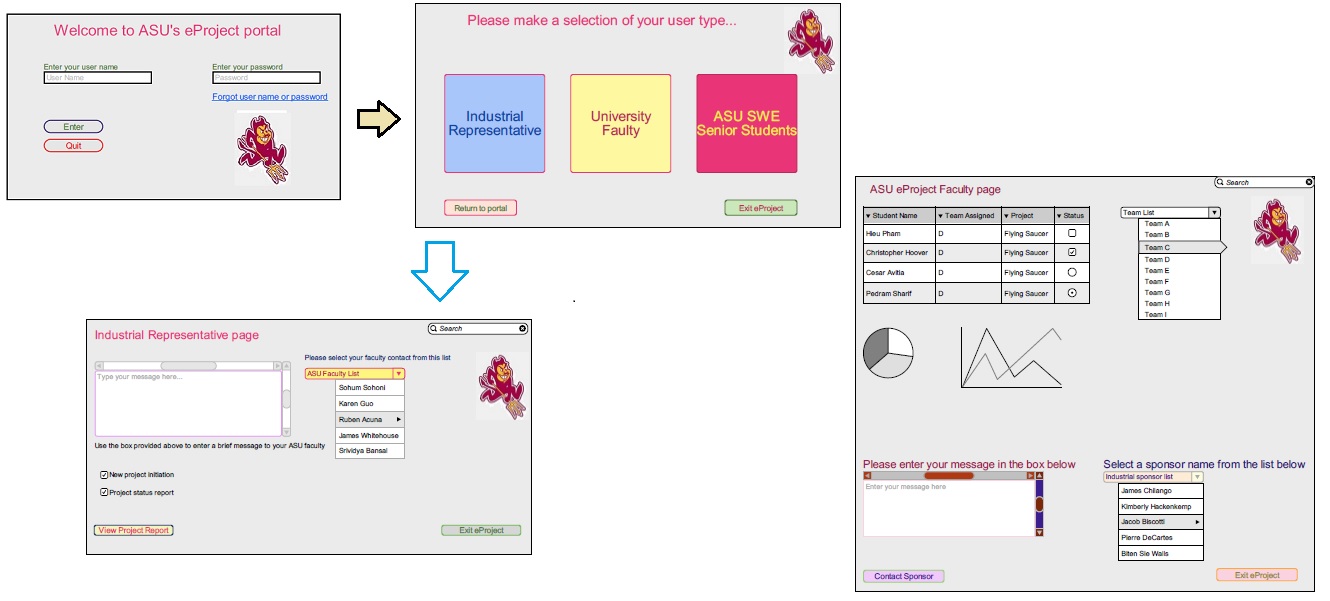 Welcome to ASU's eProject portal
Enter your user name
User Name
Enter your password
Password
Forgot user name or password
Enter
Quit
Please make a selection of your user type...
Industrial
Representative
University
Faulty
ASU SWE
Senior Students
Return to portal
Exit eProject
Industrial Representative page
Search
Type your message here...
Please select your faculty contact from this list
ASU Faculty List
Sohum Sohoni
Karen Guo
Ruben Acuna
James Whitehouse
Srividya Bansal
Use the box provided above to enter a brief message to your ASU faculty
New project initiation
Project status report
View Project Report
Exit eProject
ASU eProject Faculty page
Search
Student Name Team Assigned Project Status
Hieu Pham D Flying Saucer
Christopher Hoover D Flying Saucer
Cesar Avitia D Flying Saucer
Pedram Sharif D Flying Saucer
Team List
Team A
Team B
Team C
Team D
Team E
Team F
Team G
Team H
Team I
Please enter your message in the box below
Enter your message here
Select a sponsor name from the list below
Industrial sponsor list
James Chilango
Kimberly Hackenkemp
Jacob Biscotti
Pierre DeCartes
Biten Sie Walls
Contact Sponsor
Exit eProject